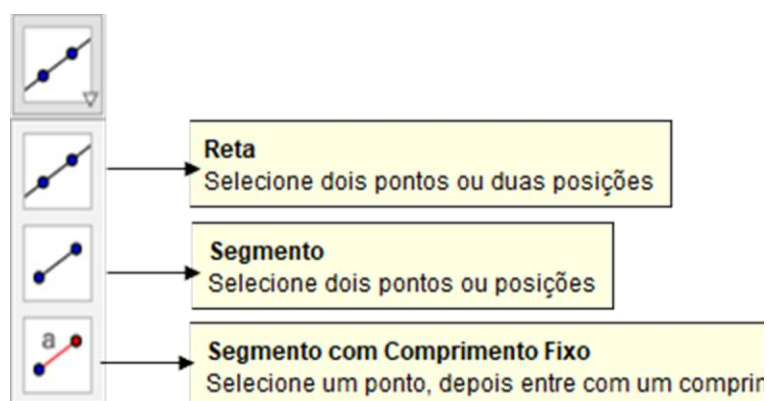 Reta
Selecione dois pontos ou duas posições
Segmento
Selecione dois pontos ou posições
a
Segmento com Comprimento Fixo
Selecione um ponto, depois entre com um